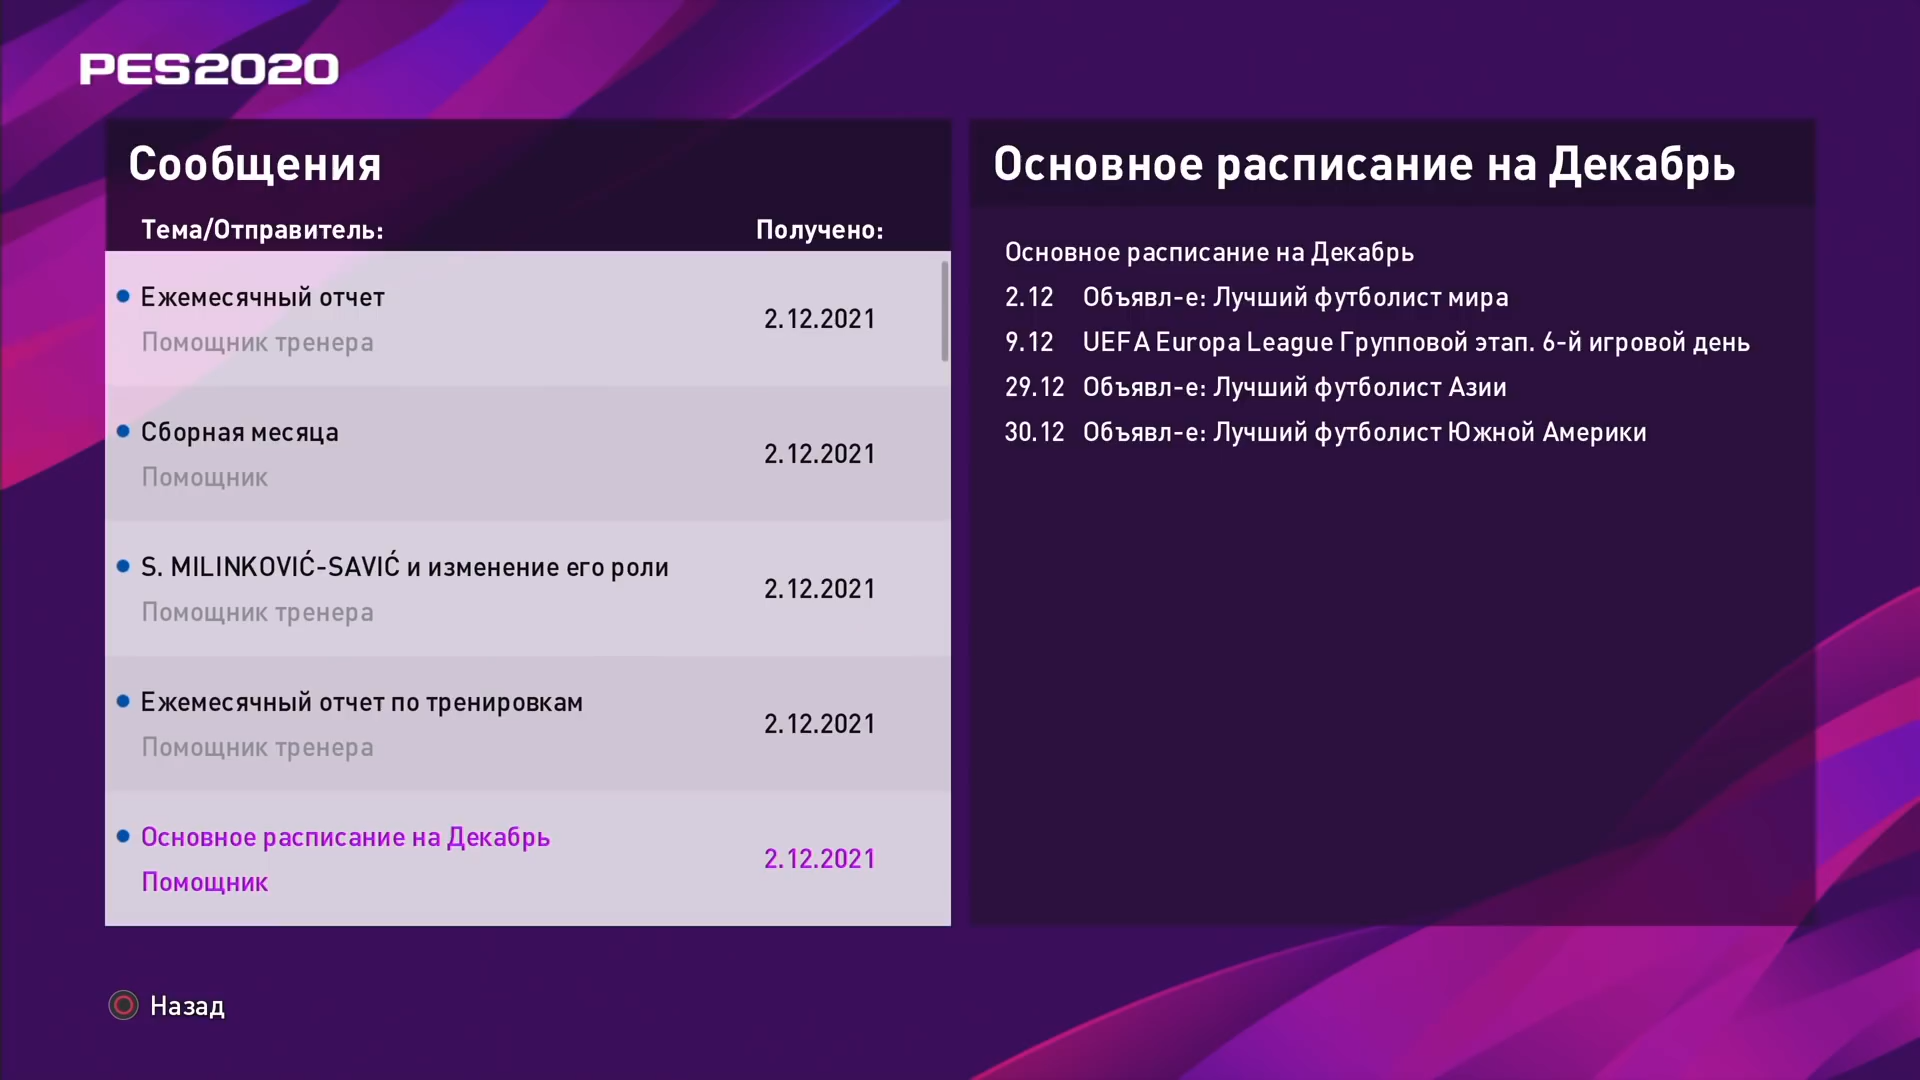 PES2020
Сообщения
Тема/Отправитель: Получено:
Ежемесячный отчет
Помощник тренера
2.12.2021
Сборная месяца
Помощник
2.12.2021
S. MILINKOVIĆ-SAVIĆ и изменение его роли
Помощник тренера
2.12.2021
Ежемесячный отчет по тренировкам
Помощник тренера
2.12.2021
Основное расписание на Декабрь
Помощник
2.12.2021
Основное расписание на Декабрь
Основное расписание на Декабрь
2.12 Объявл-е: Лучший футболист мира
9.12 UEFA Europa League Групповой этап. 6-й игровой день
29.12 Объявл-е: Лучший футболист Азии
30.12 Объявл-е: Лучший футболист Южной Америки
Назад